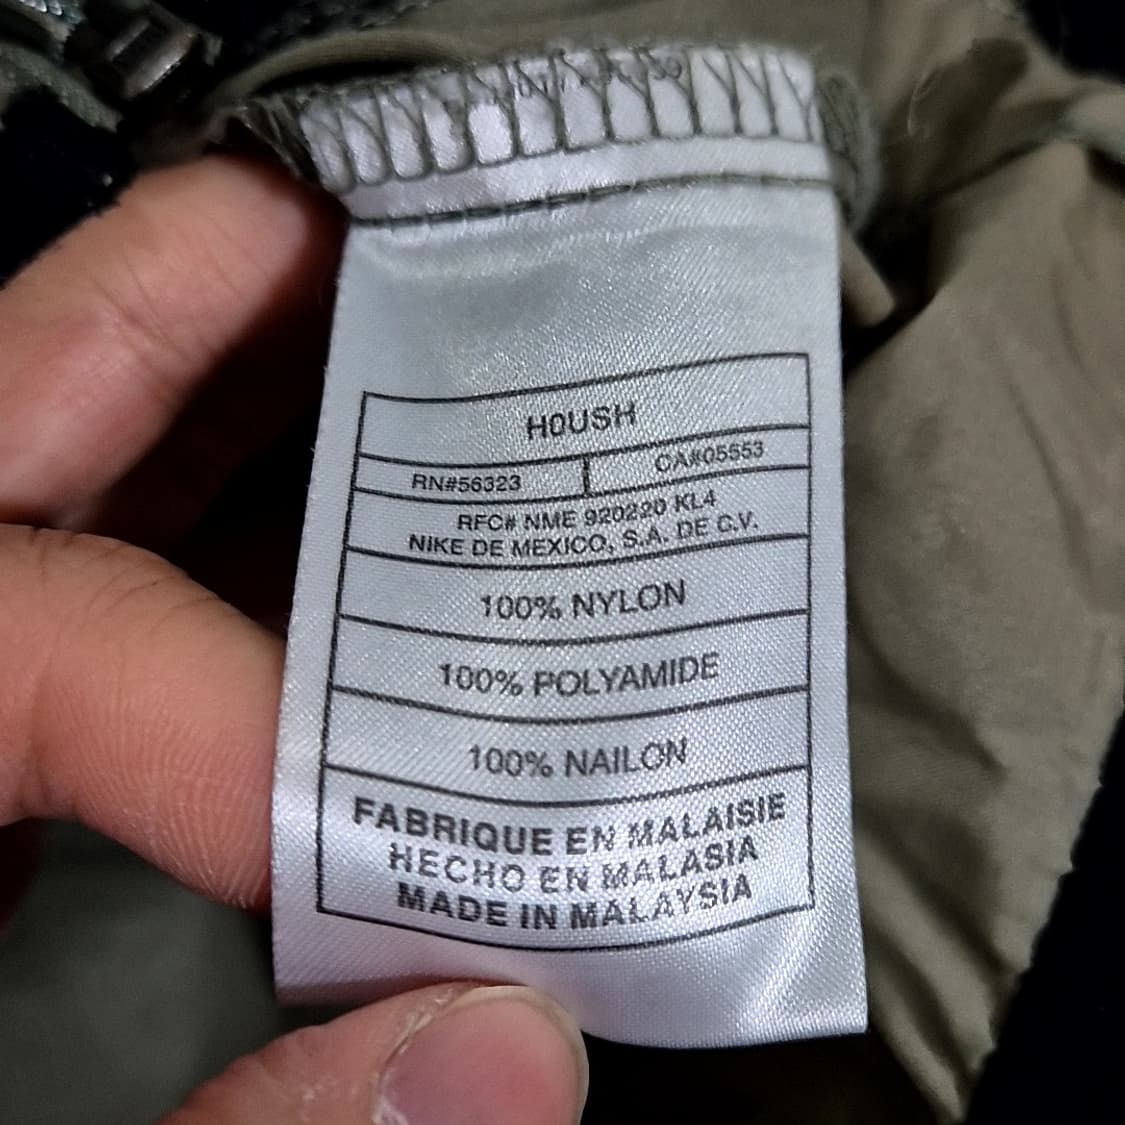 H0USH
RN#56323
CA#05553
RFC# NME 920220 KL4
NIKE DE MEXICO, S.A. DE C.V.
100% NYLON
100% POLYAMIDE
100% NAILON
FABRIQUE EN MALAISIE
HECHO EN MALASIA
MADE IN MALAYSIA